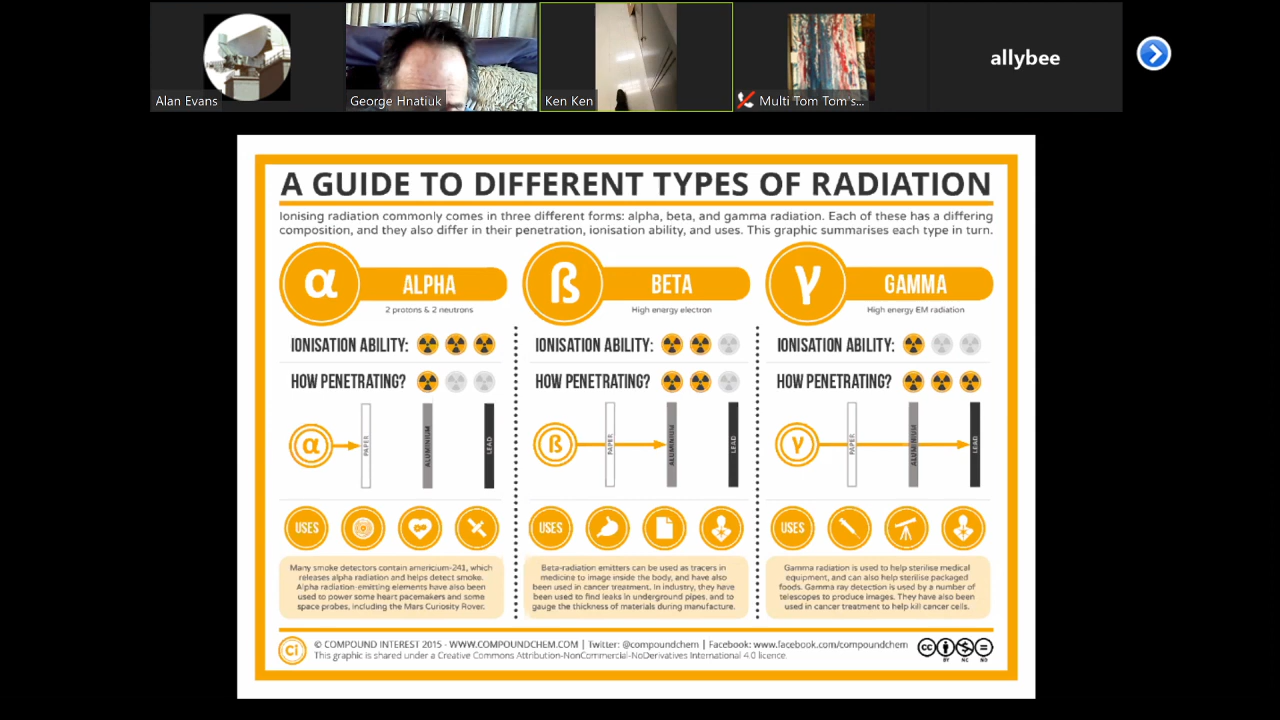 allybee
Alan Evans
George Hnatiuk
Ken Ken
Multi Tom Tom's...
A GUIDE TO DIFFERENT TYPES OF RADIATION
Ionising radiation commonly comes in three different forms: alpha, beta, and gamma radiation. Each of these has a differing
composition, and they also differ in their penetration, ionisation ability, and uses. This graphic summarises each type in turn.
α
ALPHA
2 protons & 2 neutrons
IONISATION ABILITY:
HOW PENETRATING?
α
PAPER
ALUMINIUM
LEAD
USES
Many smoke detectors contain americium-241, which
releases alpha radiation and helps detect smoke.
Alpha radiation-emitting elements have also been
used to power some heart pacemakers and some
space probes, including the Mars Curiosity Rover.
ß
BETA
High energy electron
IONISATION ABILITY:
HOW PENETRATING?
ß
PAPER
ALUMINIUM
LEAD
USES
Beta-radiation emitters can be used as tracers in
medicine to image inside the body, and have also
been used in cancer treatment. In industry, they have
been used to find leaks in underground pipes, and to
gauge the thickness of materials during manufacture.
γ
GAMMA
High energy EM radiation
IONISATION ABILITY:
HOW PENETRATING?
γ
PAPER
ALUMINIUM
LEAD
USES
Gamma radiation is used to help sterilise medical
equipment, and can also help sterilise packaged
foods. Gamma ray detection is used by a number of
telescopes to produce images. They have also been
used in cancer treatment to help kill cancer cells.
Ci
© COMPOUND INTEREST 2015 - WWW.COMPOUNDCHEM.COM | Twitter: @compoundchem | Facebook: www.facebook.com/compoundchem
This graphic is shared under a Creative Commons Attribution-NonCommercial-NoDerivatives International 4.0 licence.
cc
BY NC ND